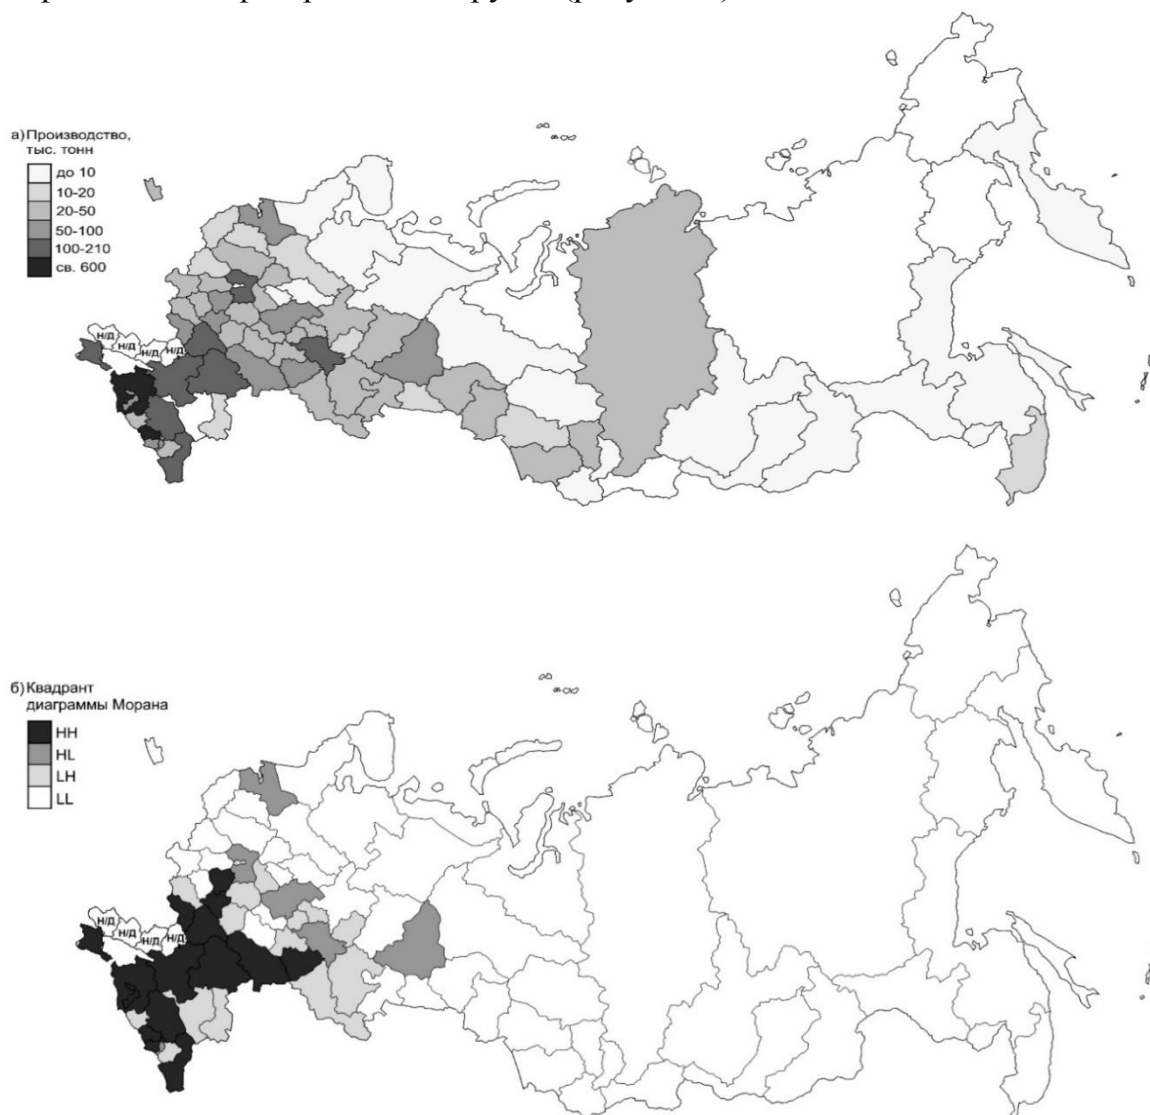 а) Производство,
тыс. тонн
до 10
10-20
20-50
50-100
100-210
св. 600
Н/Д
Н/Д
Н/Д
Н/Д
б) Квадрант
диаграммы Морана
HH
HL
LH
LL
Н/Д
Н/Д
Н/Д
Н/Д